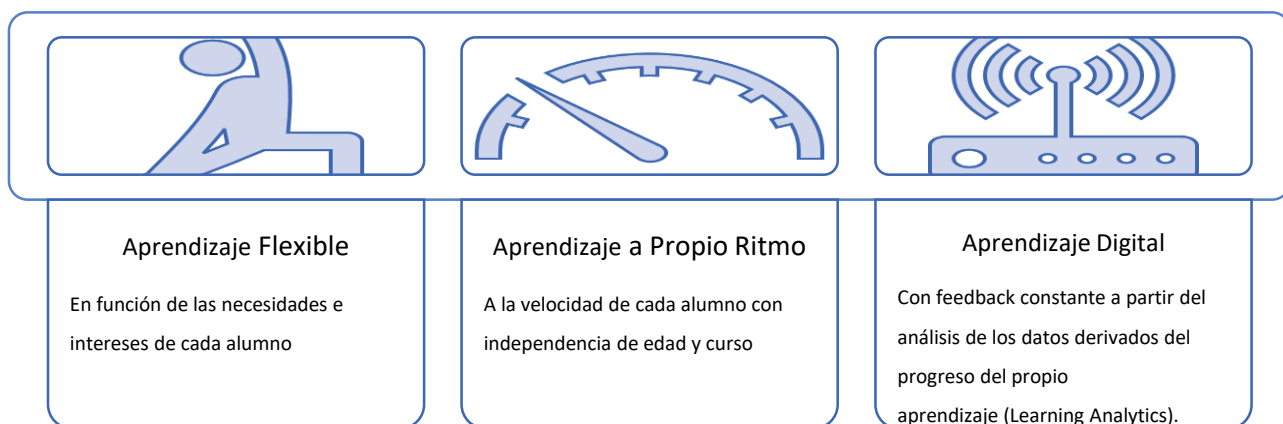 Aprendizaje Flexible
En función de las necesidades e
intereses de cada alumno
Aprendizaje a Propio Ritmo
A la velocidad de cada alumno con
independencia de edad y curso
Aprendizaje Digital
Con feedback constante a partir del
análisis de los datos derivados del
progreso del propio
aprendizaje (Learning Analytics).